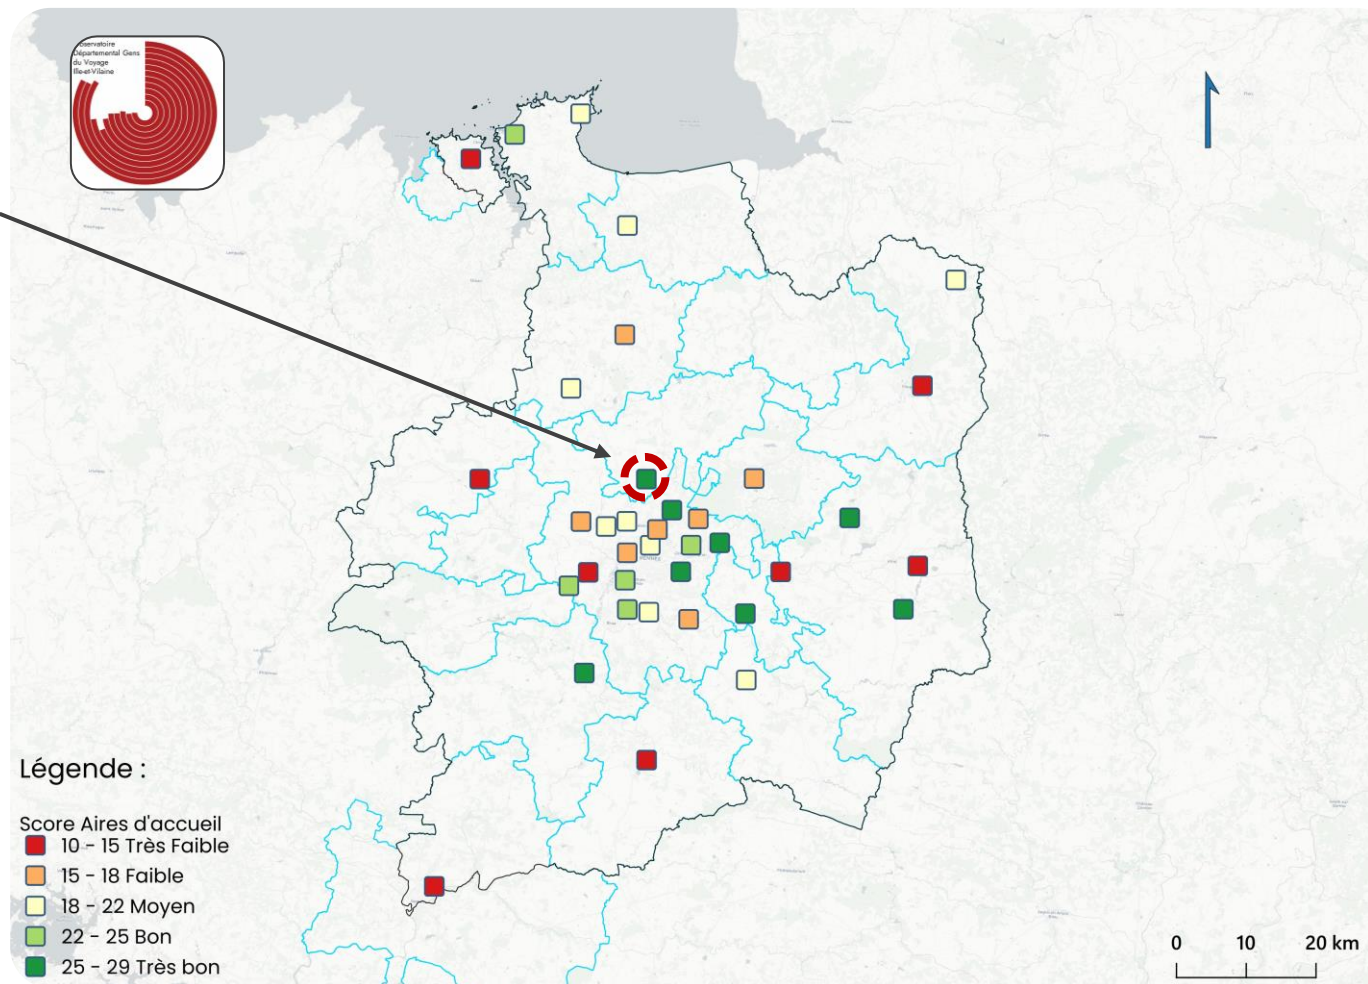 Observatoire
Départemental Gens
du Voyage
Ille-et-Vilaine
RENNES
Légende :
Score Aires d'accueil
10 - 15 Très Faible
15 - 18 Faible
18 - 22 Moyen
22 - 25 Bon
25 - 29 Très bon
0 10 20 km